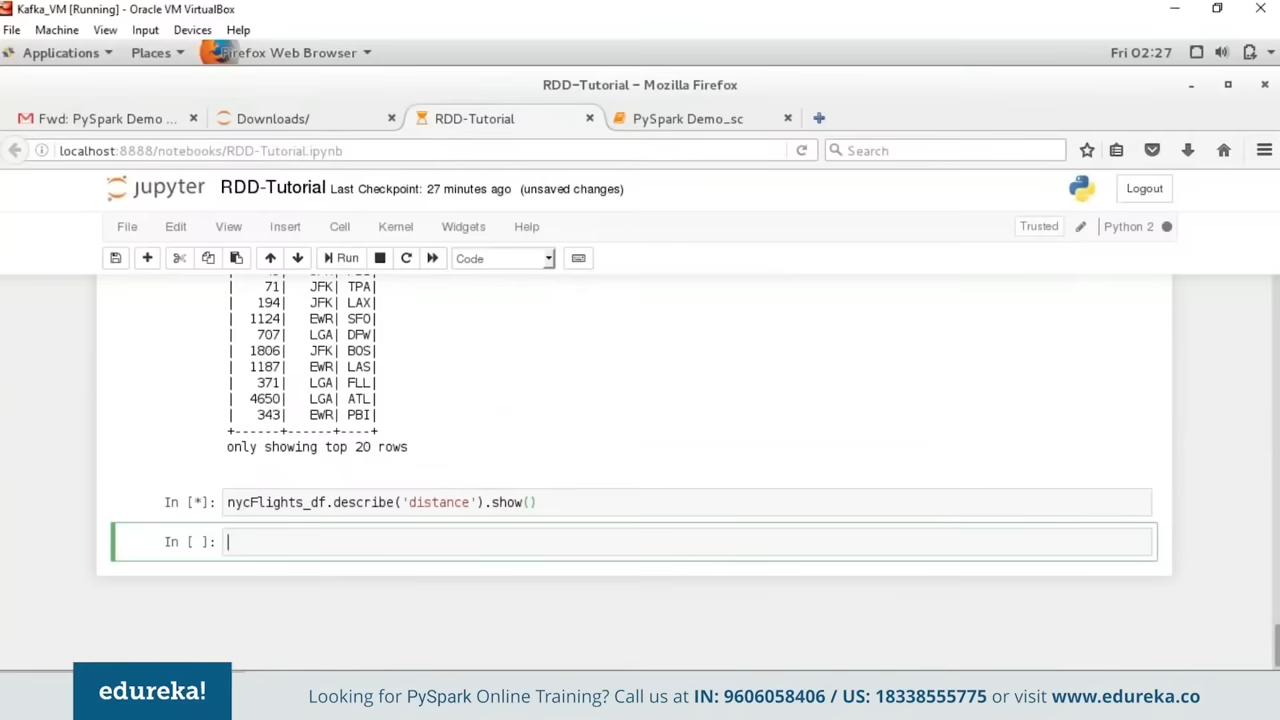 Kafka_VM [Running] - Oracle VM VirtualBox
File Machine View Input Devices Help
Applications Places Firefox Web Browser Fri 02:27
RDD-Tutorial - Mozilla Firefox
Fwd: PySpark Demo ... Downloads/ RDD-Tutorial PySpark Demo_sc
localhost:8888/notebooks/RDD-Tutorial.ipynb Search
jupyter RDD-Tutorial Last Checkpoint: 27 minutes ago (unsaved changes) Logout
File Edit View Insert Cell Kernel Widgets Help Trusted Python 2
Run Code
| 71| JFK| TPA|
| 194| JFK| LAX|
| 1124| EWR| SFO|
| 707| LGA| DFW|
| 1806| JFK| BOS|
| 1187| EWR| LAS|
| 371| LGA| FLL|
| 4650| LGA| ATL|
| 343| EWR| PBI|
+------+------+----+
only showing top 20 rows
In [*]: nycFlights_df.describe('distance').show()
In [ ]:
edureka! Looking for PySpark Online Training? Call us at IN: 9606058406 / US: 18338555775 or visit www.edureka.co